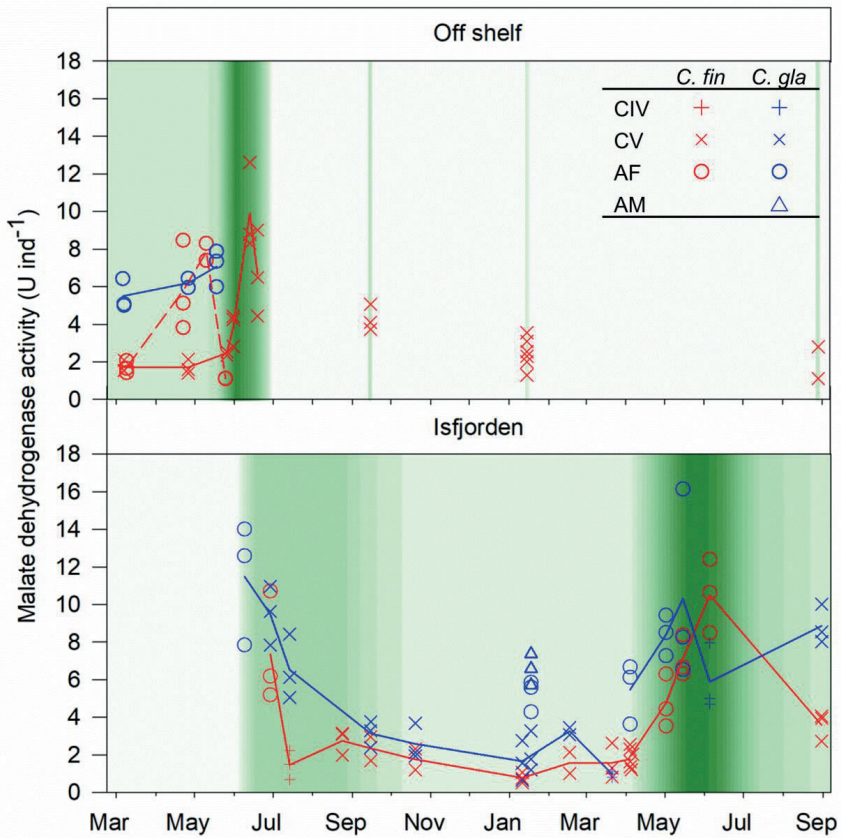 Off shelf
18
16
14
12
10
8
6
4
2
0
C. fin C. gla
CIV
CV
AF
AM
Malate dehydrogenase activity (U ind⁻¹)
Isfjorden
18
16
14
12
10
8
6
4
2
0
Mar May Jul Sep Nov Jan Mar May Jul Sep